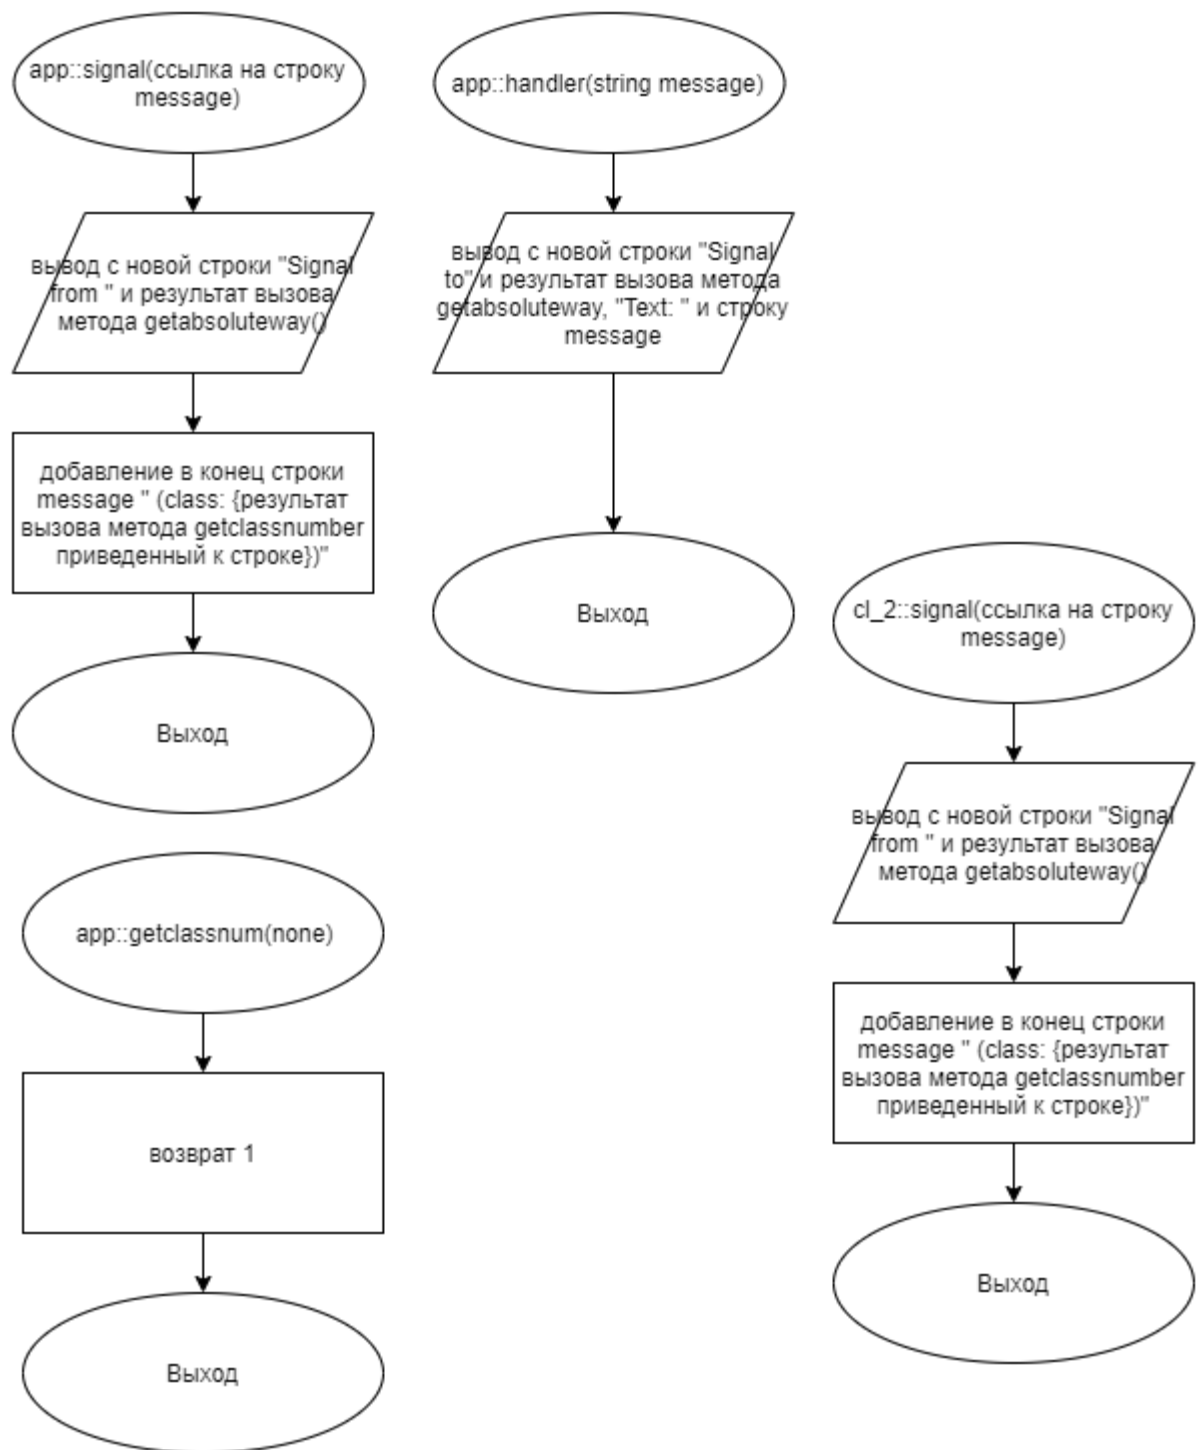 app::signal(ссылка на строку
message)
вывод с новой строки "Signal
from " и результат вызова
метода getabsoluteway()
добавление в конец строки
message " (class: {результат
вызова метода getclassnumber
приведенный к строке})"
Выход
app::handler(string message)
вывод с новой строки "Signal
to" и результат вызова метода
getabsoluteway, "Text: " и строку
message
Выход
app::getclassnum(none)
возврат 1
Выход
cl_2::signal(ссылка на строку
message)
вывод с новой строки "Signal
from " и результат вызова
метода getabsoluteway()
добавление в конец строки
message " (class: {результат
вызова метода getclassnumber
приведенный к строке})"
Выход